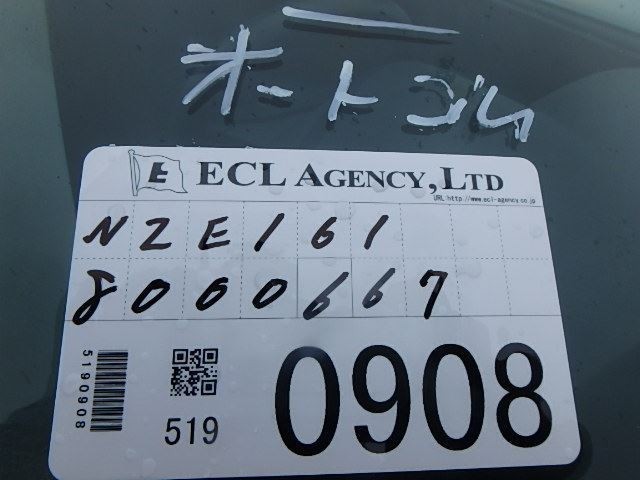 オートゴム
E ECL AGENCY, LTD
URL http://www.ecl-agency.co.jp
NZE161
8060667
5190908
519
0908